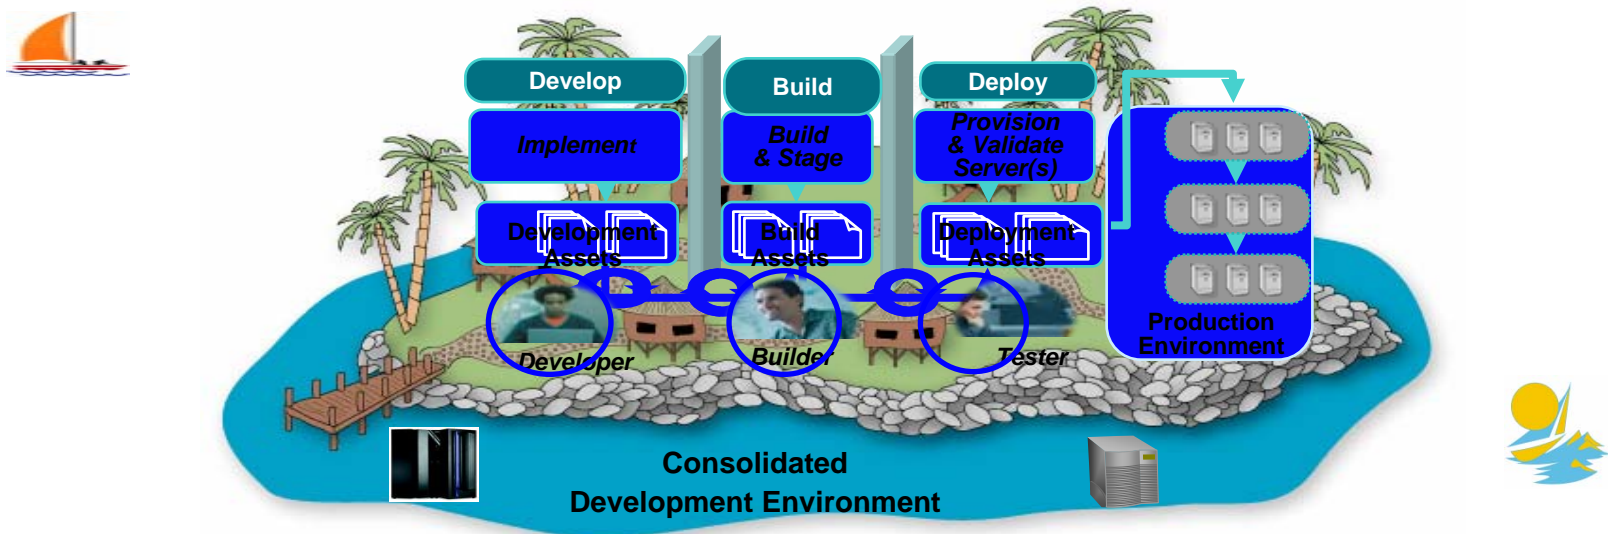 Develop
Implement
Development
Assets
Developer
Build
Build
& Stage
Build
Assets
Builder
Deploy
Provision
& Validate
Server(s)
Deployment
Assets
Tester
Production
Environment
Consolidated
Development Environment